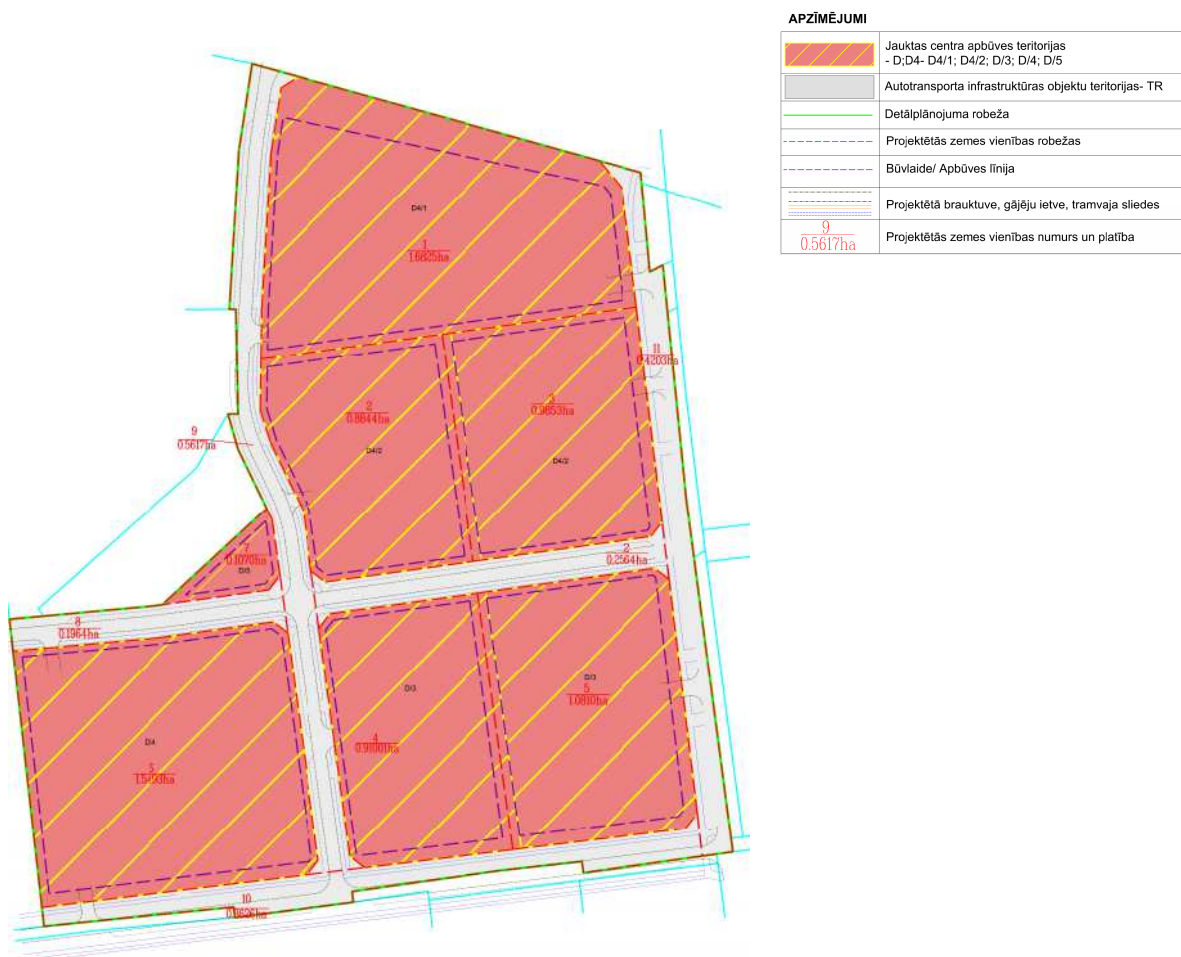 APZĪMĒJUMI
Jauktas centra apbūves teritorijas
- D;D4- D4/1; D4/2; D/3; D/4; D/5
Autotransporta infrastruktūras objektu teritorijas- TR
Detālplānojuma robeža
Projektētās zemes vienības robežas
Būvlaide/ Apbūves līnija
Projektētā brauktuve, gājēju ietve, tramvaja sliedes
9
0.5617ha
Projektētās zemes vienības numurs un platība
D4/1
1
1.6825ha
11
0.4203ha
2
0.8844ha
D4/2
3
0.9853ha
D4/2
9
0.5617ha
7
0.1070ha
D/5
2
0.2564ha
8
0.1964ha
D/3
4
D/3
5
1.0810ha
D/4
10